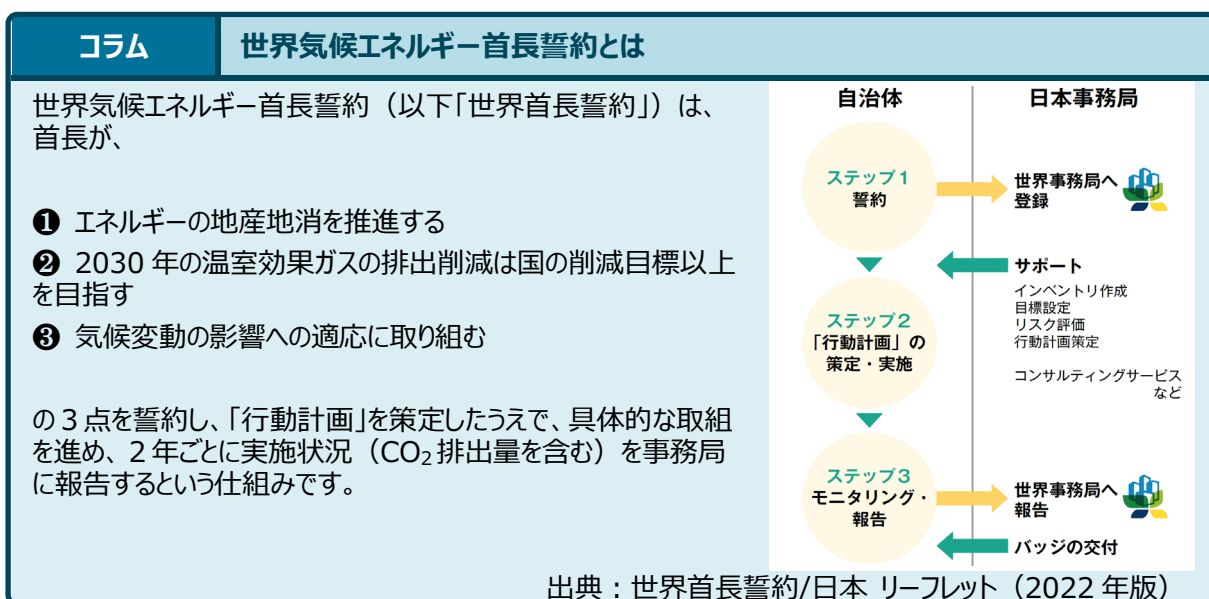 コラム
世界気候エネルギー首長誓約とは
世界気候エネルギー首長誓約（以下「世界首長誓約」）は、
首長が、
❶ エネルギーの地産地消を推進する
❷ 2030 年の温室効果ガスの排出削減は国の削減目標以上
を目指す
❸ 気候変動の影響への適応に取り組む
の３点を誓約し、「行動計画」を策定したうえで、具体的な取組
を進め、２年ごとに実施状況（CO₂排出量を含む）を事務局
に報告するという仕組みです。
自治体
日本事務局
ステップ1
誓約
世界事務局へ
登録
サポート
インベントリ作成
目標設定
リスク評価
行動計画策定
コンサルティングサービス
など
ステップ2
「行動計画」の
策定・実施
ステップ3
モニタリング・
報告
世界事務局へ
報告
バッジの交付
出典：世界首長誓約/日本 リーフレット（2022 年版）